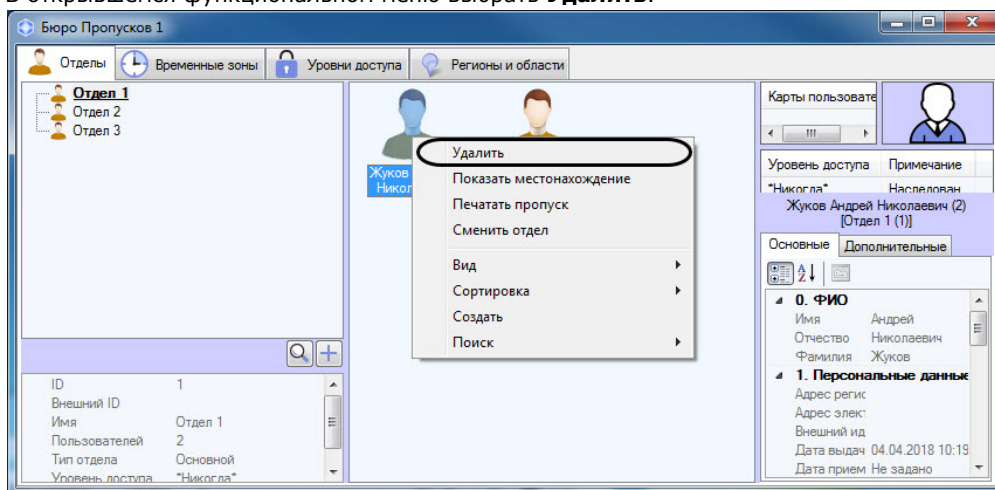 В открывшемся функциональном меню выбрать Удалить.
Бюро Пропусков 1
Отделы Временные зоны Уровни доступа Регионы и области
Отдел 1
Отдел 2
Отдел 3
Жуков
Никол
Удалить
Показать местонахождение
Печатать пропуск
Сменить отдел
Вид
Сортировка
Создать
Поиск
ID 1
Внешний ID
Имя Отдел 1
Пользователей 2
Тип отдела Основной
Уровень доступа *Никогда*
Карты пользовате
Уровень доступа Примечание
*Никогда* Наследован
Жуков Андрей Николаевич (2)
[Отдел 1 (1)]
Основные Дополнительные
0. ФИО
Имя Андрей
Отчество Николаевич
Фамилия Жуков
1. Персональные данные
Адрес регис
Адрес элект
Внешний ид
Дата выдач 04.04.2018 10:19
Дата прием Не задано